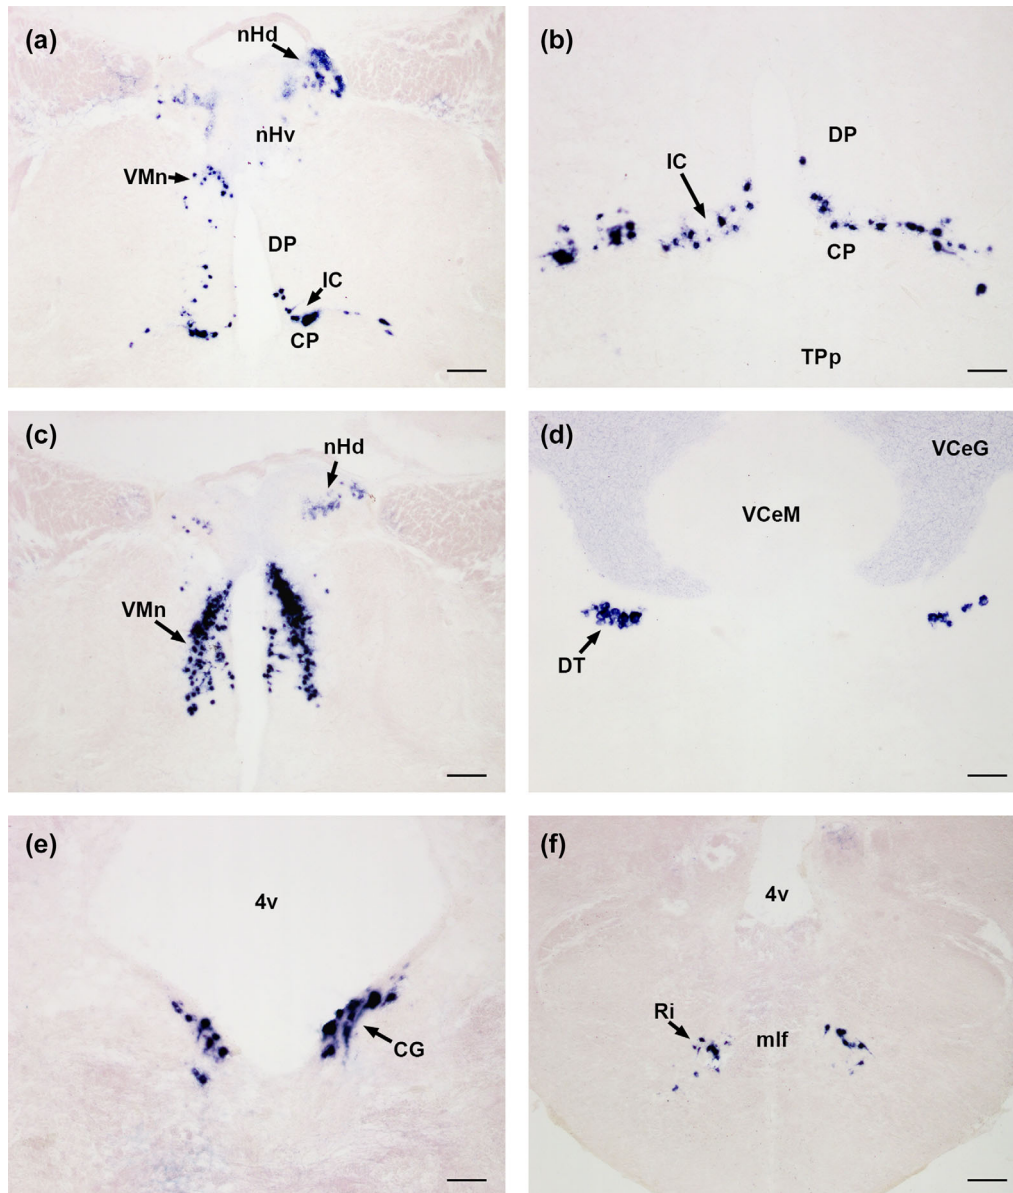 (a)
nHd
nHv
VMn
DP
IC
CP
(b)
DP
IC
CP
TPp
(c)
nHd
VMn
(d)
VCeG
VCeM
DT
(e)
4v
CG
(f)
4v
Ri
mlf